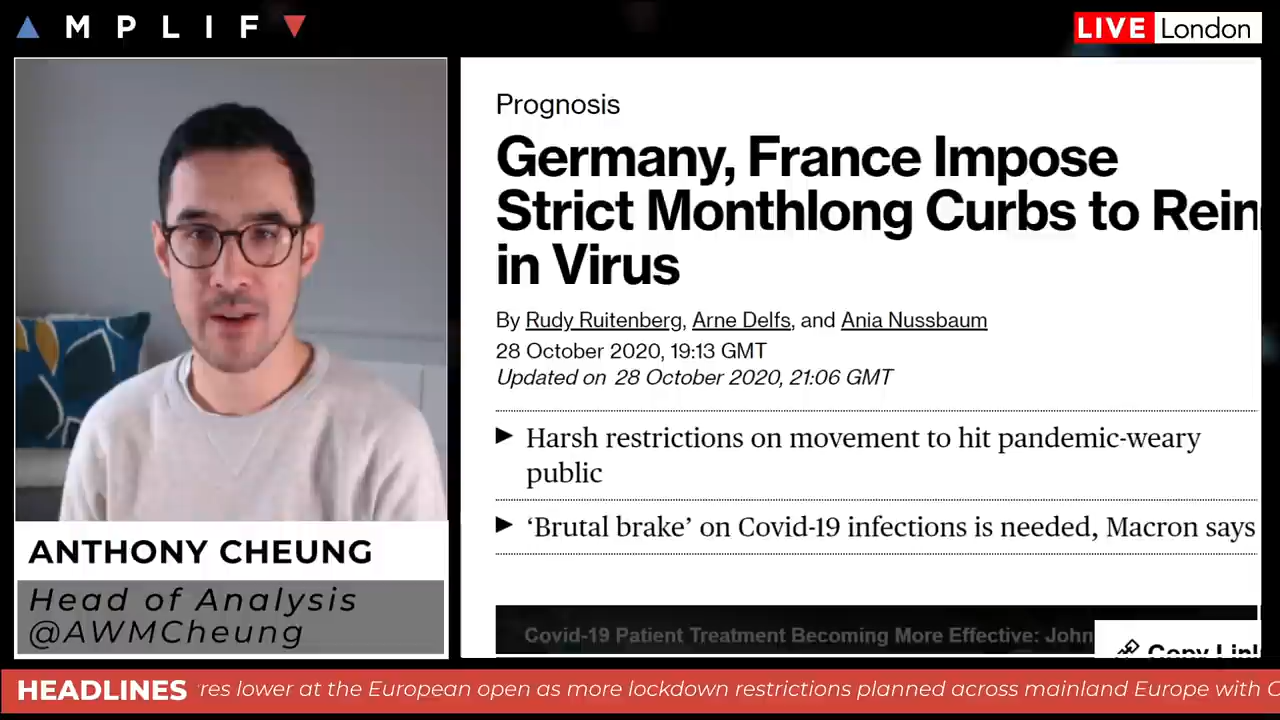 ▲ M P L I F ▼
LIVE London
Prognosis
Germany, France Impose
Strict Monthlong Curbs to Rein
in Virus
By Rudy Ruitenberg, Arne Delfs, and Ania Nussbaum
28 October 2020, 19:13 GMT
Updated on 28 October 2020, 21:06 GMT
Harsh restrictions on movement to hit pandemic-weary
public
‘Brutal brake’ on Covid-19 infections is needed, Macron says
Covid-19 Patient Treatment Becoming More Effective: John
Copy Link
ANTHONY CHEUNG
Head of Analysis
@AWMCheung
HEADLINES lower at the European open as more lockdown restrictions planned across mainland Europe with